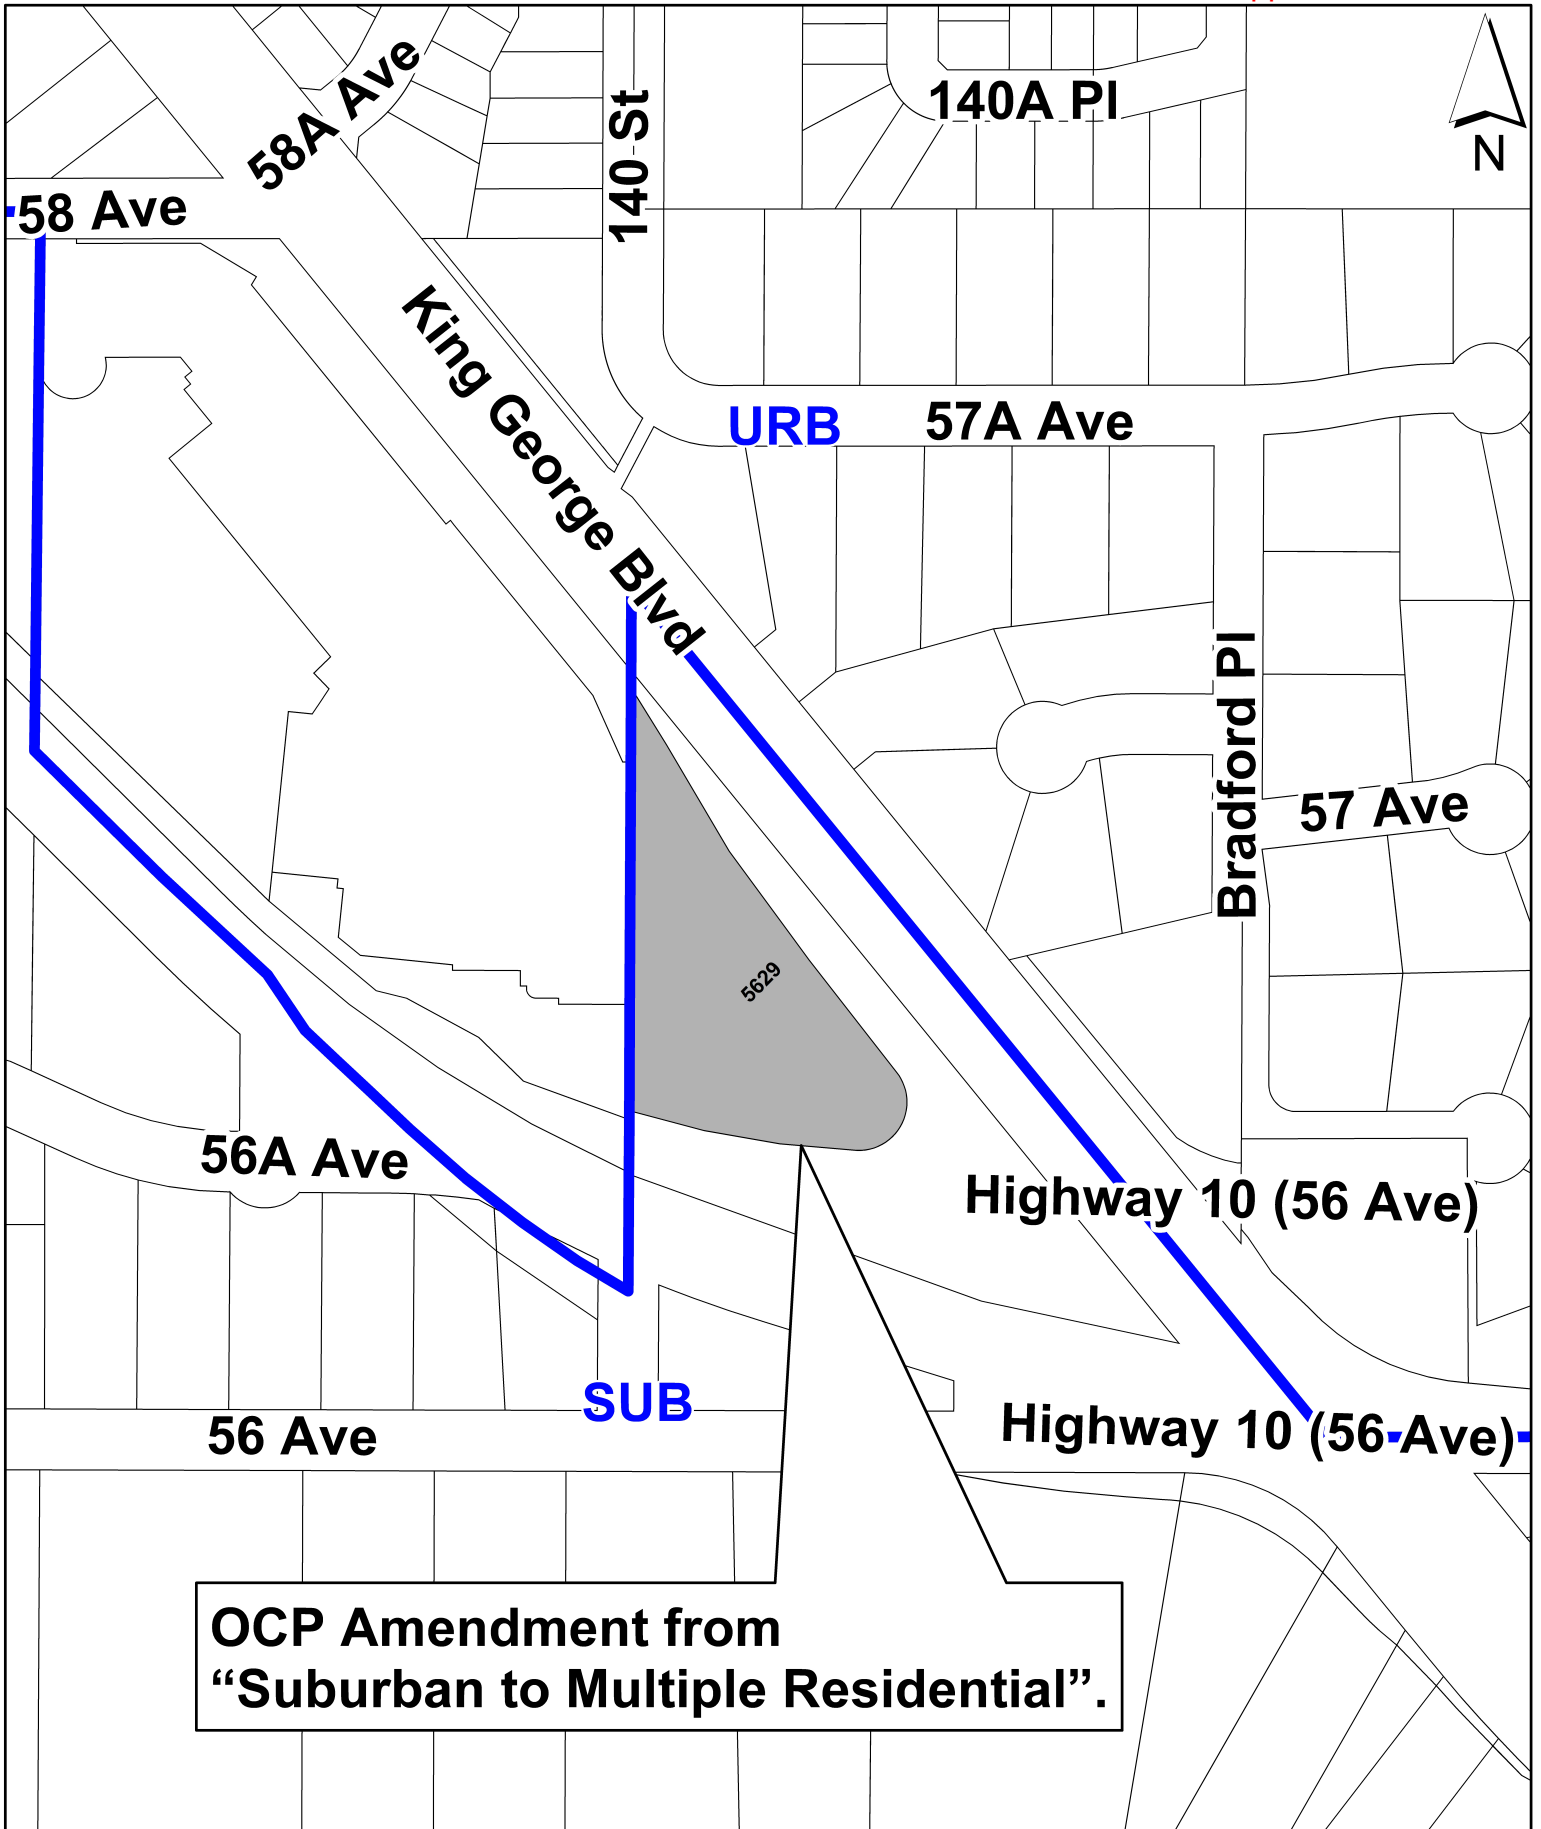 58A Ave
140 St
140A Pl
N
58 Ave
King George Blvd
URB
57A Ave
Bradford Pl
57 Ave
5629
56A Ave
Highway 10 (56 Ave)
SUB
56 Ave
Highway 10 (56 Ave)
OCP Amendment from
“Suburban to Multiple Residential”.